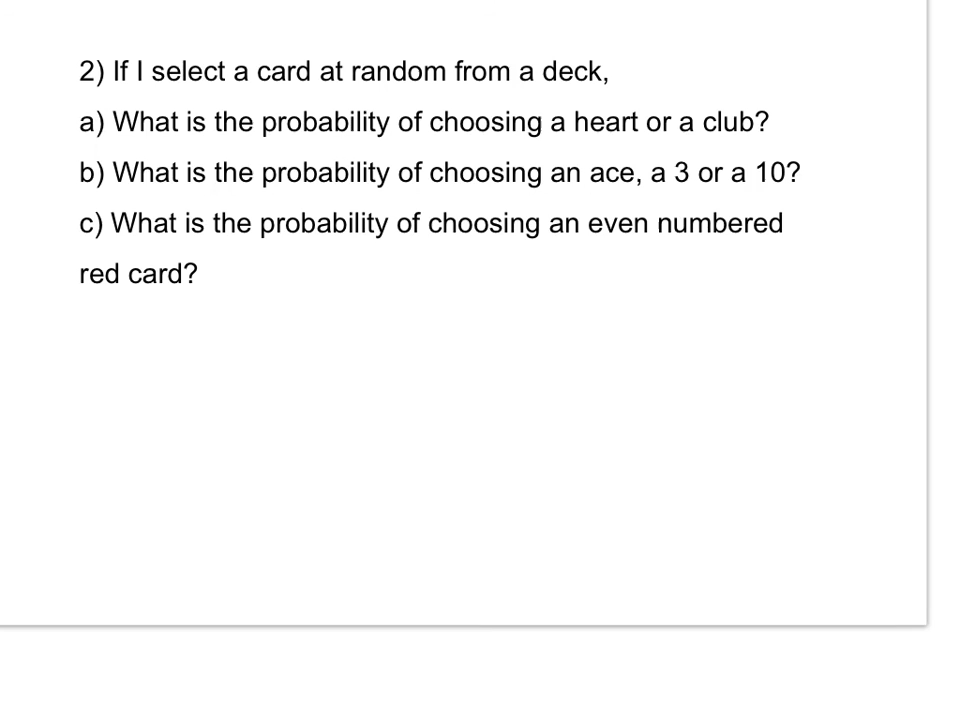 2) If I select a card at random from a deck,
a) What is the probability of choosing a heart or a club?
b) What is the probability of choosing an ace, a 3 or a 10?
c) What is the probability of choosing an even numbered
red card?